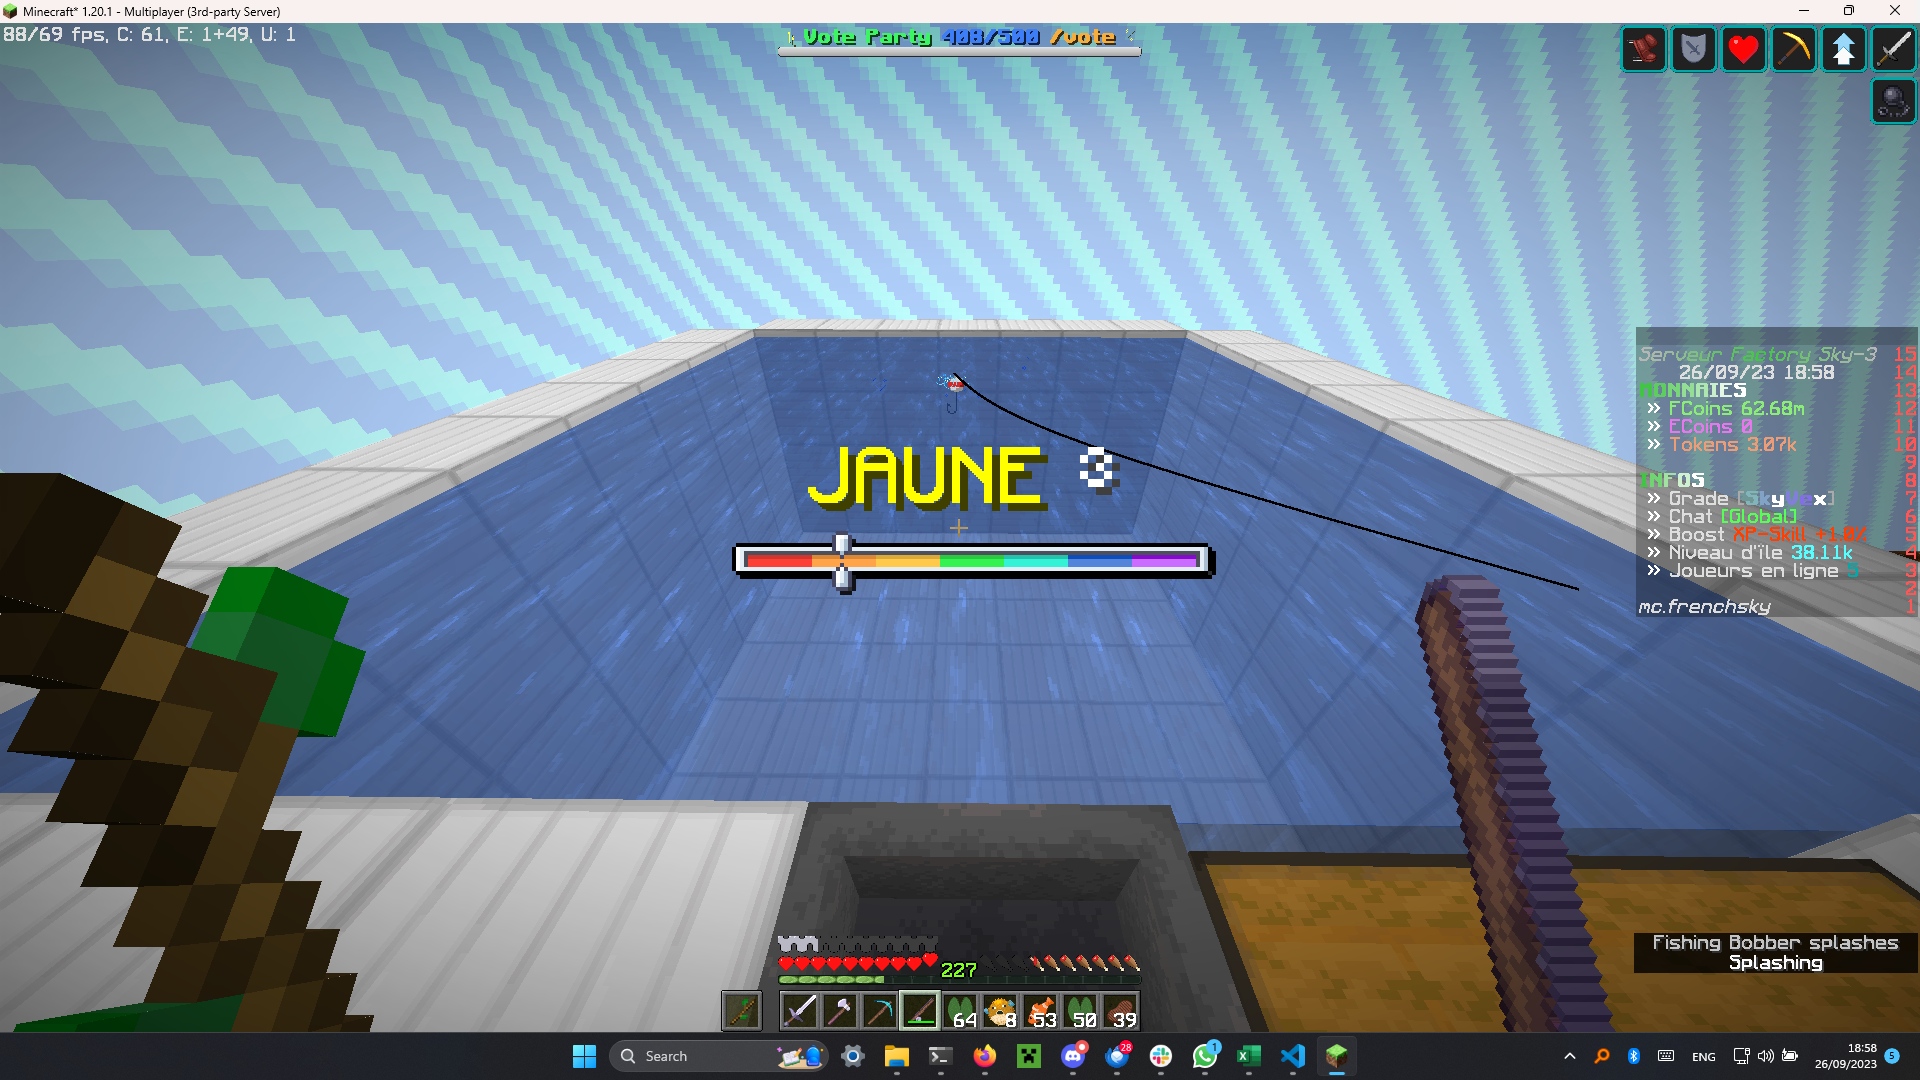 Minecraft* 1.20.1 - Multiplayer (3rd-party Server)
88/69 fps, C: 61, E: 1+49, U: 1
Vote Party 408/500 /vote
Serveur Factory Sky-3 15
26/09/23 18:58 14
MONNAIES 13
» FCoins 62.68m 12
» ECoins 0 11
» Tokens 3.07k 10
9
INFOS 8
» Grade [SkyVex] 7
» Chat [Global] 6
» Boost XP-Skill +1.0% 5
» Niveau d'île 38.11k 4
» Joueurs en ligne 5 3
2
mc.frenchsky 1
JAUNE
Fishing Bobber splashes
Splashing
227
64 8 53 50 39
Search
28
1
ENG
18:58
26/09/2023
5